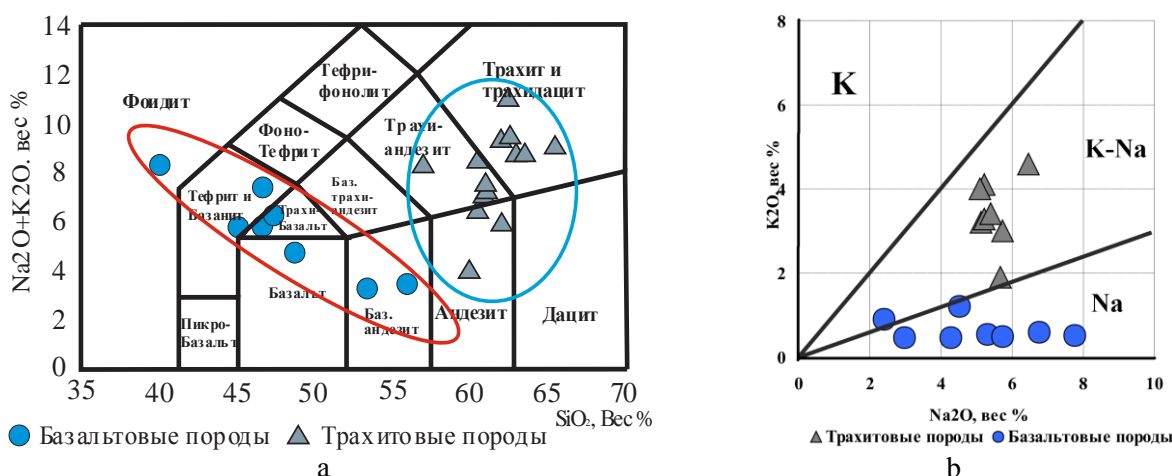 14
12
10
8
6
4
2
0
Na2O+K2O. вес %
35
40
45
50
55
60
65
70
SiO₂, Вес %
Фоидит
Тефри-
фонолит
Фоно-
Тефрит
Трахи-
андезит
Трахит и
трахидацит
Тефрит и
Базанит
Трахи-
Базальт
Баз.
трахи-
андезит
Базальт
Баз.
андезит
Андезит
Дацит
Пикро-
Базальт
Базальтовые породы
Трахитовые породы
а
8
6
4
2
0
K2O, вес %
K
K-Na
Na
0
2
4
6
8
10
Na2O, вес %
Трахитовые породы
Базальтовые породы
b